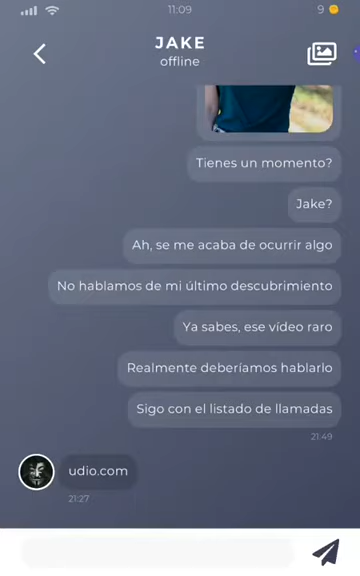 11:09
9
JAKE
offline
Tienes un momento?
Jake?
Ah, se me acaba de ocurrir algo
No hablamos de mi último descubrimiento
Ya sabes, ese vídeo raro
Realmente deberíamos hablarlo
Sigo con el listado de llamadas
21:49
udio.com
21:27